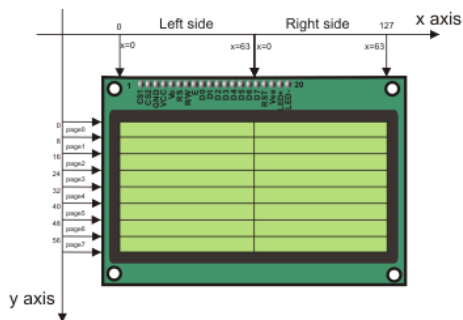 0 Left side Right side 127 x axis
x=0 x=63 x=0 x=63
1 20
CS1 CS2 GND VCC Vo RS R/W E D0 D1 D2 D3 D4 D5 D6 D7 RST Vee LED+ LED-
0
page0
8
page1
16
page2
24
page3
32
page4
40
page5
48
page6
56
page7
y axis